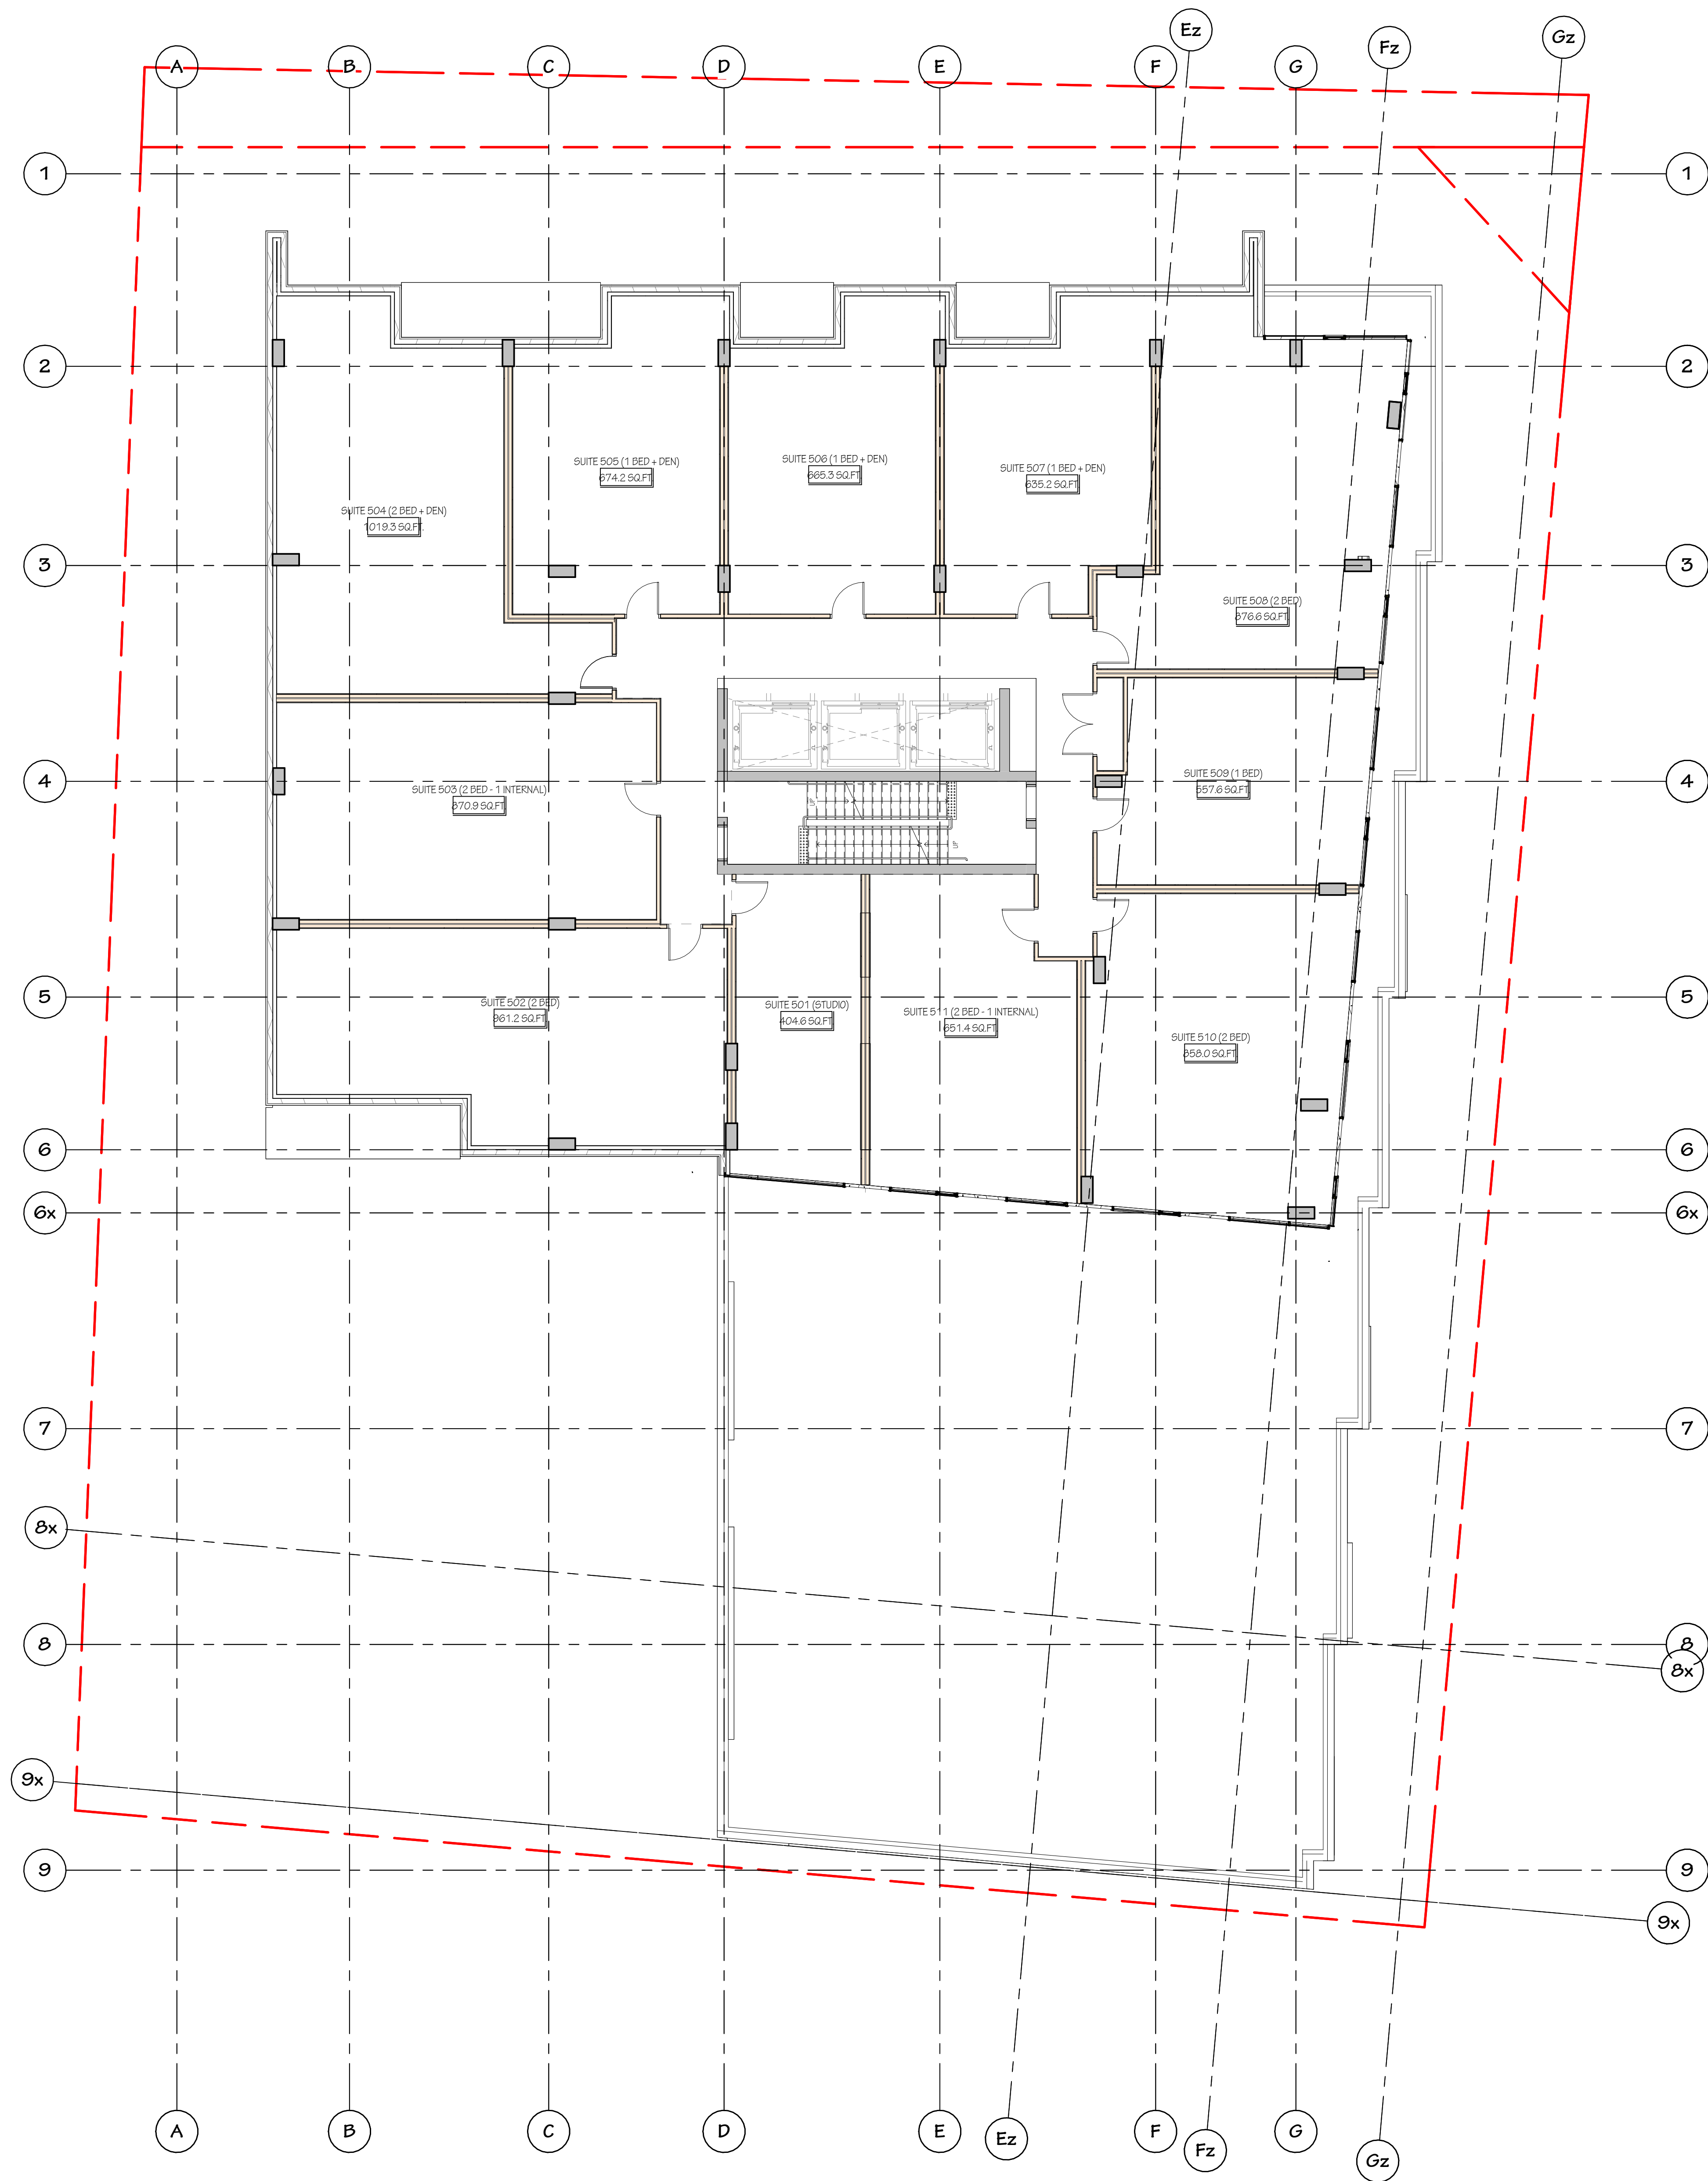 Ez
Fz
Gz
A
B
C
D
E
F
G
1
1
2
2
SUITE 506 (1 BED + DEN)
665.3 SQ.FT.
SUITE 505 (1 BED + DEN)
674.2 SQ.FT.
SUITE 507 (1 BED + DEN)
635.2 SQ.FT.
SUITE 504 (2 BED + DEN)
1019.3 SQ.FT.
3
3
SUITE 508 (2 BED)
876.6 SQ.FT.
4
4
SUITE 509 (1 BED)
557.6 SQ.FT.
SUITE 503 (2 BED - 1 INTERNAL)
870.9 SQ.FT.
UP
UP
5
5
SUITE 502 (2 BED)
961.2 SQ.FT.
SUITE 501 (STUDIO)
404.6 SQ.FT.
SUITE 511 (2 BED - 1 INTERNAL)
651.4 SQ.FT.
SUITE 510 (2 BED)
858.0 SQ.FT.
6
6
6x
6x
7
7
8x
8
8
8x
9x
9
9
9x
A
B
C
D
E
Ez
F
Fz
G
Gz